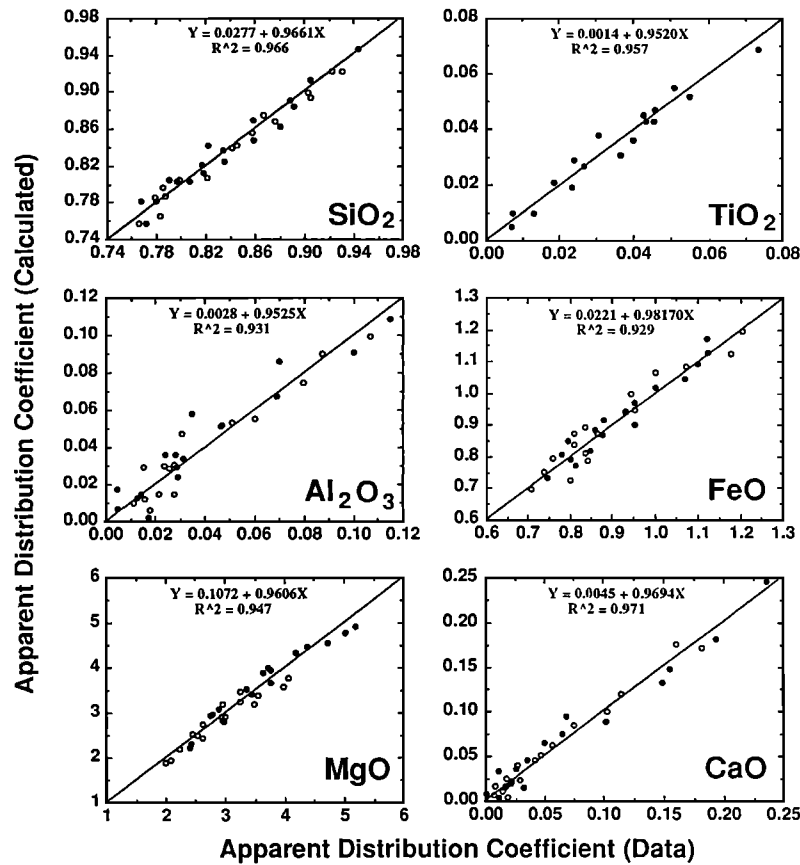 Apparent Distribution Coefficient (Calculated)
0.98
0.94
0.90
0.86
0.82
0.78
0.74
Y = 0.0277 + 0.9661X
R^2 = 0.966
SiO2
0.74 0.78 0.82 0.86 0.90 0.94 0.98
0.08
0.06
0.04
0.02
0.00
Y = 0.0014 + 0.9520X
R^2 = 0.957
TiO2
0.00 0.02 0.04 0.06 0.08
0.12
0.10
0.08
0.06
0.04
0.02
0.00
Y = 0.0028 + 0.9525X
R^2 = 0.931
Al2O3
0.00 0.02 0.04 0.06 0.08 0.10 0.12
1.3
1.2
1.1
1.0
0.9
0.8
0.7
0.6
Y = 0.0221 + 0.98170X
R^2 = 0.929
FeO
0.6 0.7 0.8 0.9 1.0 1.1 1.2 1.3
6
5
4
3
2
1
Y = 0.1072 + 0.9606X
R^2 = 0.947
MgO
1 2 3 4 5 6
0.25
0.20
0.15
0.10
0.05
0.00
Y = 0.0045 + 0.9694X
R^2 = 0.971
CaO
0.00 0.05 0.10 0.15 0.20 0.25
Apparent Distribution Coefficient (Data)